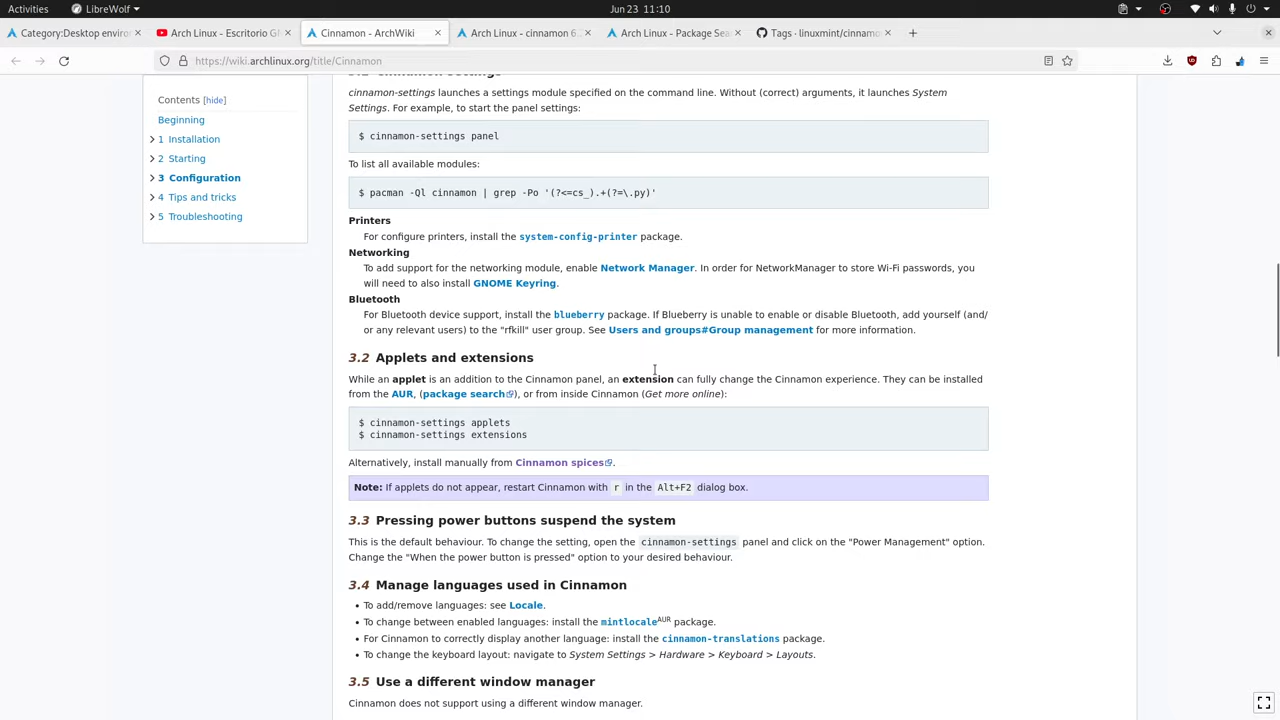 Activities
LibreWolf
Jun 23 11:10
Category:Desktop enviror
Arch Linux - Escritorio G
Cinnamon - ArchWiki
Arch Linux - cinnamon 6.
Arch Linux - Package Sea
Tags · linuxmint/cinnamo
https://wiki.archlinux.org/title/Cinnamon
Contents [hide]
Beginning
1 Installation
2 Starting
3 Configuration
4 Tips and tricks
5 Troubleshooting
cinnamon-settings launches a settings module specified on the command line. Without (correct) arguments, it launches System
Settings. For example, to start the panel settings:
$ cinnamon-settings panel
To list all available modules:
$ pacman -Ql cinnamon | grep -Po '(?<=cs_).+(?=\.py)'
Printers
For configure printers, install the system-config-printer package.
Networking
To add support for the networking module, enable Network Manager. In order for NetworkManager to store Wi-Fi passwords, you
will need to also install GNOME Keyring.
Bluetooth
For Bluetooth device support, install the blueberry package. If Blueberry is unable to enable or disable Bluetooth, add yourself (and/
or any relevant users) to the "rfkill" user group. See Users and groups#Group management for more information.
3.2 Applets and extensions
While an applet is an addition to the Cinnamon panel, an extension can fully change the Cinnamon experience. They can be installed
from the AUR, (package search), or from inside Cinnamon (Get more online):
$ cinnamon-settings applets
$ cinnamon-settings extensions
Alternatively, install manually from Cinnamon spices.
Note: If applets do not appear, restart Cinnamon with r in the Alt+F2 dialog box.
3.3 Pressing power buttons suspend the system
This is the default behaviour. To change the setting, open the cinnamon-settings panel and click on the "Power Management" option.
Change the "When the power button is pressed" option to your desired behaviour.
3.4 Manage languages used in Cinnamon
• To add/remove languages: see Locale.
• To change between enabled languages: install the mintlocaleAUR package.
• For Cinnamon to correctly display another language: install the cinnamon-translations package.
• To change the keyboard layout: navigate to System Settings > Hardware > Keyboard > Layouts.
3.5 Use a different window manager
Cinnamon does not support using a different window manager.